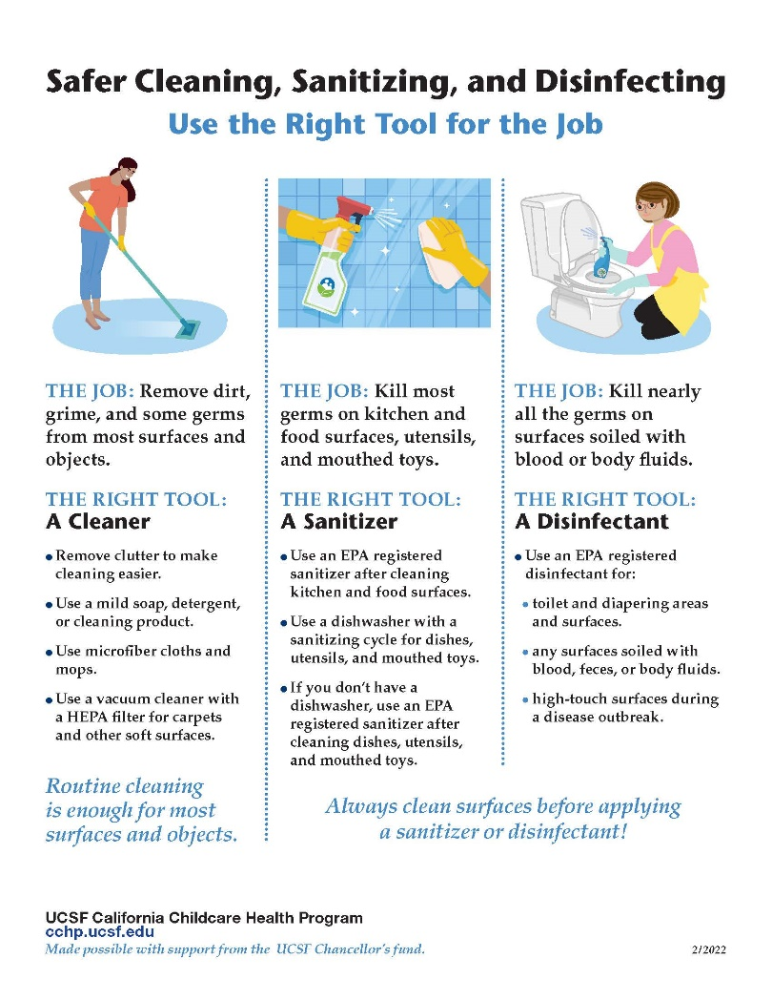 Safer Cleaning, Sanitizing, and Disinfecting
Use the Right Tool for the Job
THE JOB: Remove dirt,
grime, and some germs
from most surfaces and
objects.
THE RIGHT TOOL:
A Cleaner
• Remove clutter to make
cleaning easier.
• Use a mild soap, detergent,
or cleaning product.
• Use microfiber cloths and
mops.
• Use a vacuum cleaner with
a HEPA filter for carpets
and other soft surfaces.
Routine cleaning
is enough for most
surfaces and objects.
THE JOB: Kill most
germs on kitchen and
food surfaces, utensils,
and mouthed toys.
THE RIGHT TOOL:
A Sanitizer
• Use an EPA registered
sanitizer after cleaning
kitchen and food surfaces.
• Use a dishwasher with a
sanitizing cycle for dishes,
utensils, and mouthed toys.
• If you don't have a
dishwasher, use an EPA
registered sanitizer after
cleaning dishes, utensils,
and mouthed toys.
THE JOB: Kill nearly
all the germs on
surfaces soiled with
blood or body fluids.
THE RIGHT TOOL:
A Disinfectant
• Use an EPA registered
disinfectant for:
• toilet and diapering areas
and surfaces.
• any surfaces soiled with
blood, feces, or body fluids.
• high-touch surfaces during
a disease outbreak.
Always clean surfaces before applying
a sanitizer or disinfectant!
UCSF California Childcare Health Program
cchp.ucsf.edu
Made possible with support from the UCSF Chancellor's fund.
2/2022